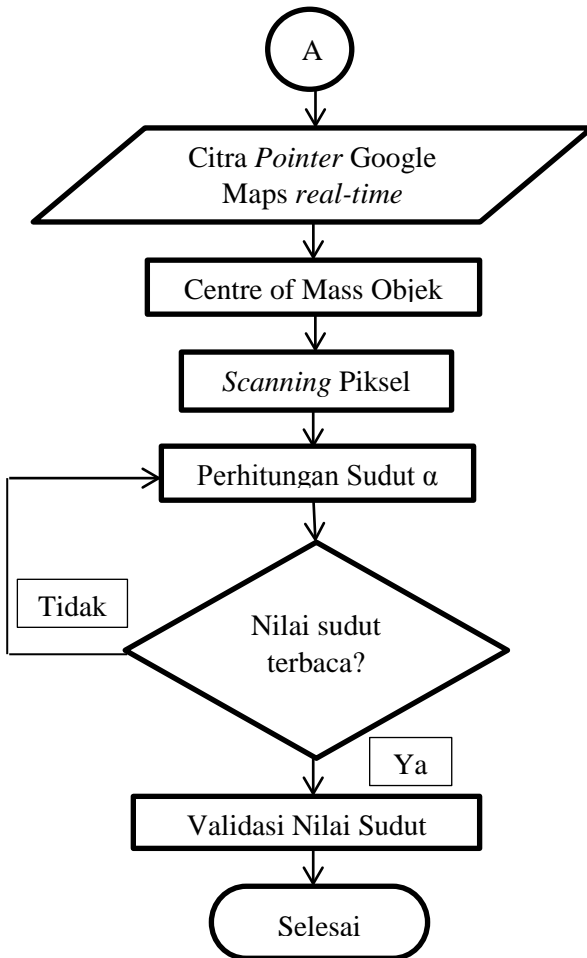 A
Citra Pointer Google
Maps real-time
Centre of Mass Objek
Scanning Piksel
Perhitungan Sudut α
Tidak
Nilai sudut
terbaca?
Ya
Validasi Nilai Sudut
Selesai